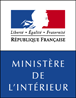 Liberté • Égalité • Fraternité
RÉPUBLIQUE FRANÇAISE
MINISTÈRE
DE
L'INTÉRIEUR